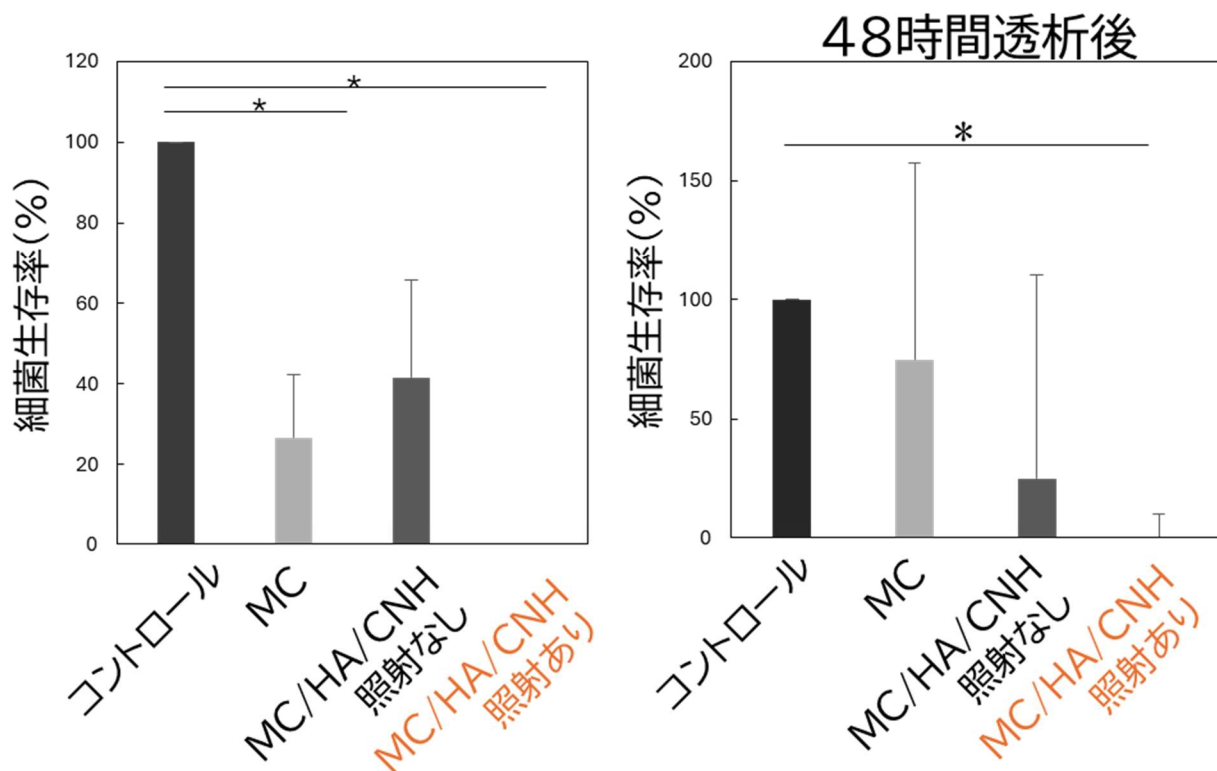 120
100
80
60
40
20
0
細菌生存率(%)
*
*
コントロール
MC
MC/HA/CNH
照射なし
MC/HA/CNH
照射あり
48時間透析後
200
150
100
50
0
細菌生存率(%)
*
コントロール
MC
MC/HA/CNH
照射なし
MC/HA/CNH
照射あり